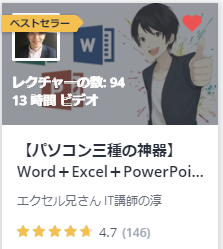 ベストセラー
レクチャーの数: 94
13 時間 ビデオ
【パソコン三種の神器】
Word＋Excel＋PowerPoi...
エクセル兄さん IT講師の淳
4.7 (146)